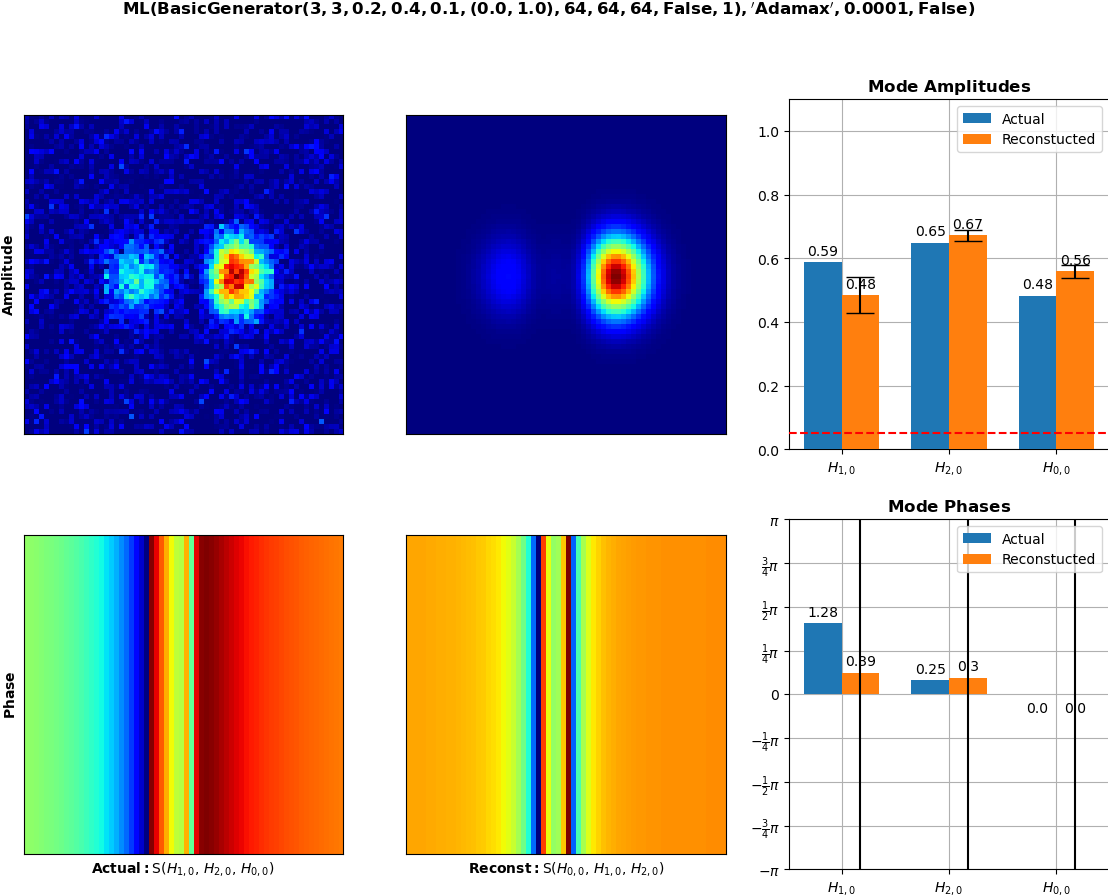 ML(BasicGenerator(3, 3, 0.2, 0.4, 0.1, (0.0, 1.0), 64, 64, 64, False, 1), 'Adamax', 0.0001, False)
Amplitude
Mode Amplitudes
Actual
Reconstucted
1.0
0.8
0.6
0.4
0.2
0.0
0.59
0.48
0.65
0.67
0.48
0.56
H1,0
H2,0
H0,0
Phase
Actual: S(H1,0, H2,0, H0,0)
Reconst: S(H0,0, H1,0, H2,0)
Mode Phases
Actual
Reconstucted
π
3/4π
1/2π
1/4π
0
−1/4π
−1/2π
−3/4π
−π
1.28
0.39
0.25
0.3
0.0
0.0
H1,0
H2,0
H0,0